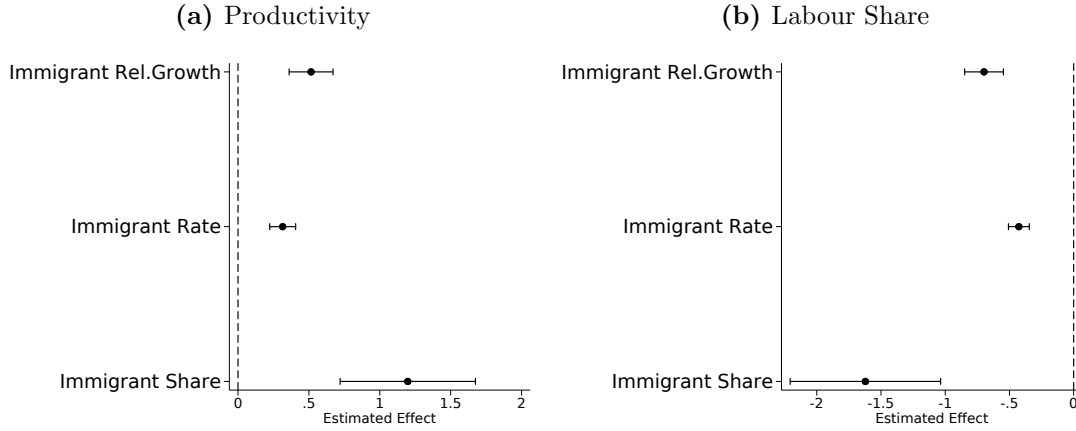 (a) Productivity
Immigrant Rel.Growth
Immigrant Rate
Immigrant Share
0 .5 1 1.5 2
Estimated Effect
(b) Labour Share
Immigrant Rel.Growth
Immigrant Rate
Immigrant Share
-2 -1.5 -1 -.5 0
Estimated Effect